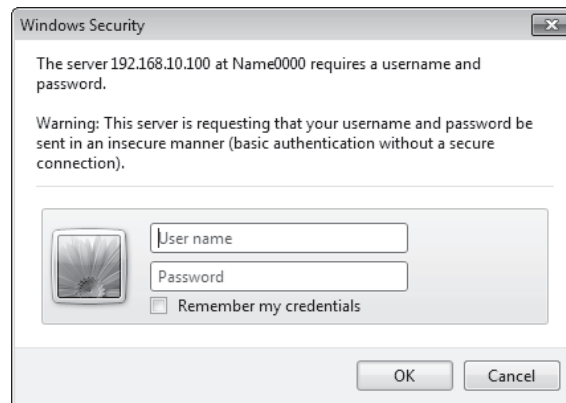 Windows Security
The server 192.168.10.100 at Name0000 requires a username and
password.
Warning: This server is requesting that your username and password be
sent in an insecure manner (basic authentication without a secure
connection).
User name
Password
Remember my credentials
OK
Cancel